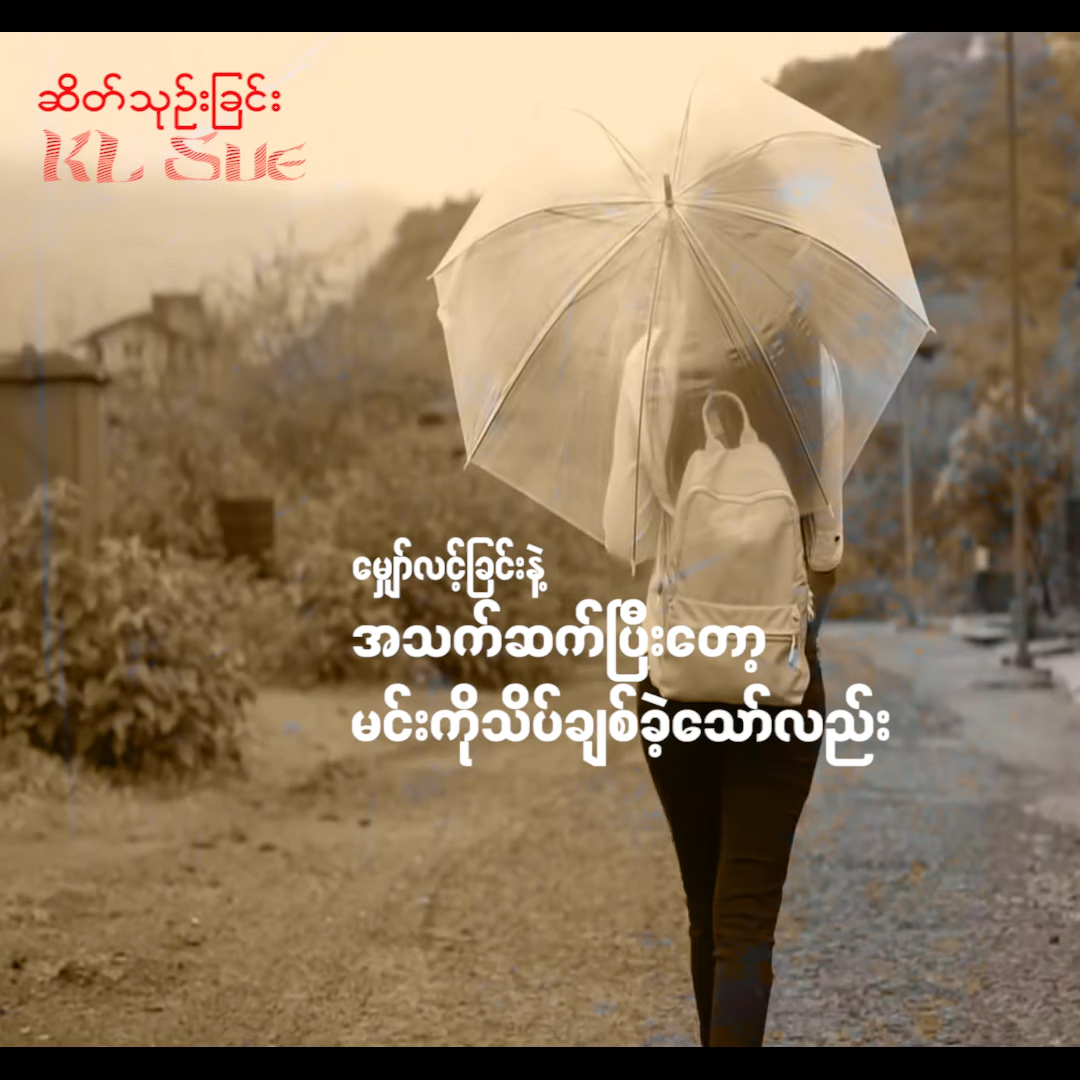 ဆိတ်သုဉ်းခြင်း
KL Sue
မျှော်လင့်ခြင်းနဲ့
အသက်ဆက်ပြီးတော့
မင်းကိုသိပ်ချစ်ခဲ့သော်လည်း